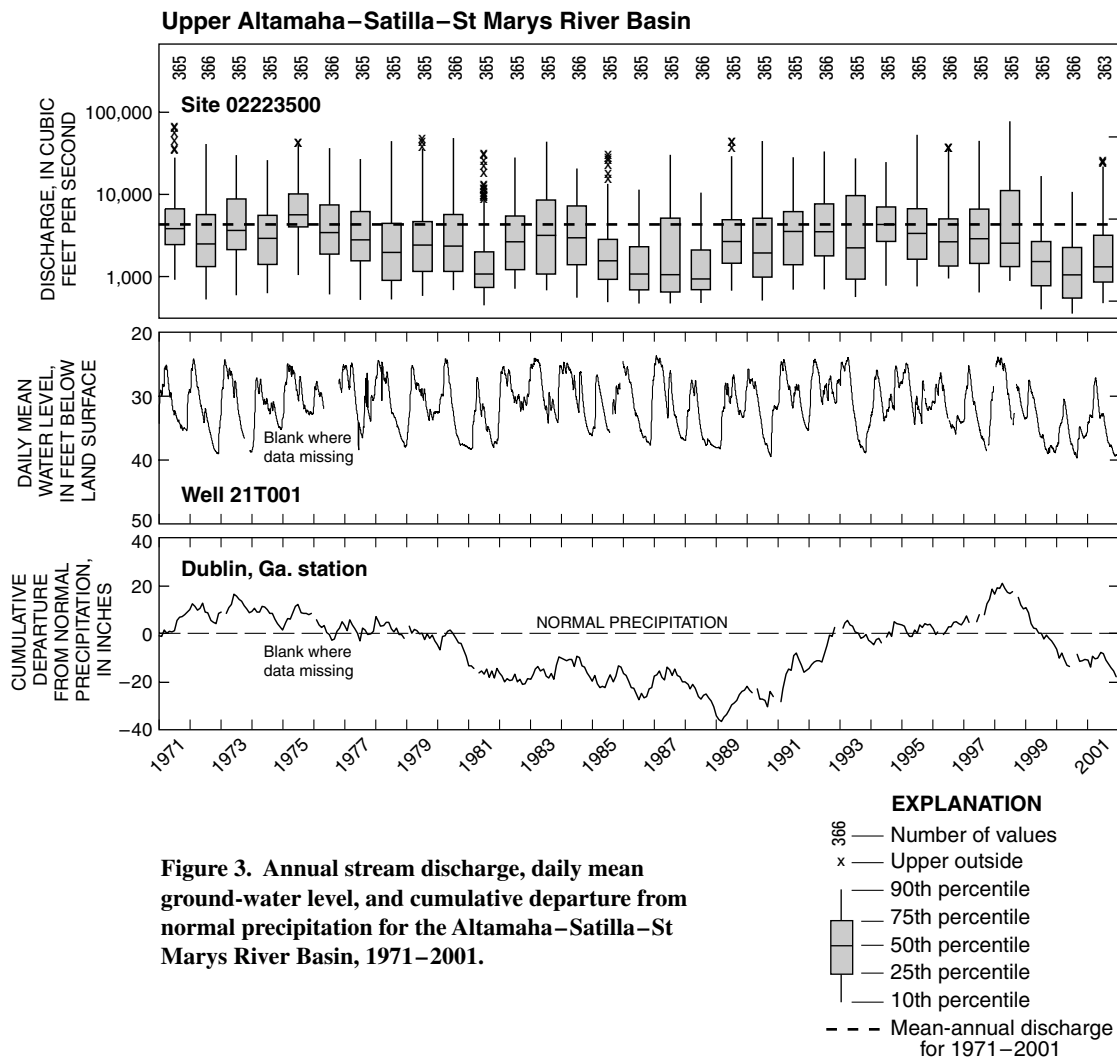 Upper Altamaha–Satilla–St Marys River Basin
365 366 365 365 365 366 365 365 365 366 365 365 365 366 365 365 365 366 365 365 365 366 365 365 365 366 365 365 365 366 363
Site 02223500
DISCHARGE, IN CUBIC
FEET PER SECOND
100,000
10,000
1,000
DAILY MEAN
WATER LEVEL,
IN FEET BELOW
LAND SURFACE
20
30
40
50
Blank where
data missing
Well 21T001
CUMULATIVE
DEPARTURE
FROM NORMAL
PRECIPITATION,
IN INCHES
40
20
0
–20
–40
Dublin, Ga. station
NORMAL PRECIPITATION
Blank where
data missing
1971 1973 1975 1977 1979 1981 1983 1985 1987 1989 1991 1993 1995 1997 1999 2001
Figure 3. Annual stream discharge, daily mean
ground-water level, and cumulative departure from
normal precipitation for the Altamaha–Satilla–St
Marys River Basin, 1971–2001.
EXPLANATION
366 Number of values
x Upper outside
90th percentile
75th percentile
50th percentile
25th percentile
10th percentile
Mean-annual discharge
for 1971–2001